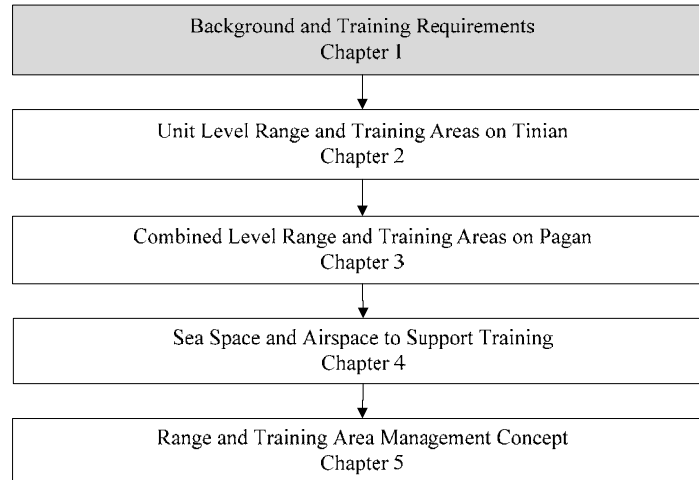 Background and Training Requirements
Chapter 1
Unit Level Range and Training Areas on Tinian
Chapter 2
Combined Level Range and Training Areas on Pagan
Chapter 3
Sea Space and Airspace to Support Training
Chapter 4
Range and Training Area Management Concept
Chapter 5